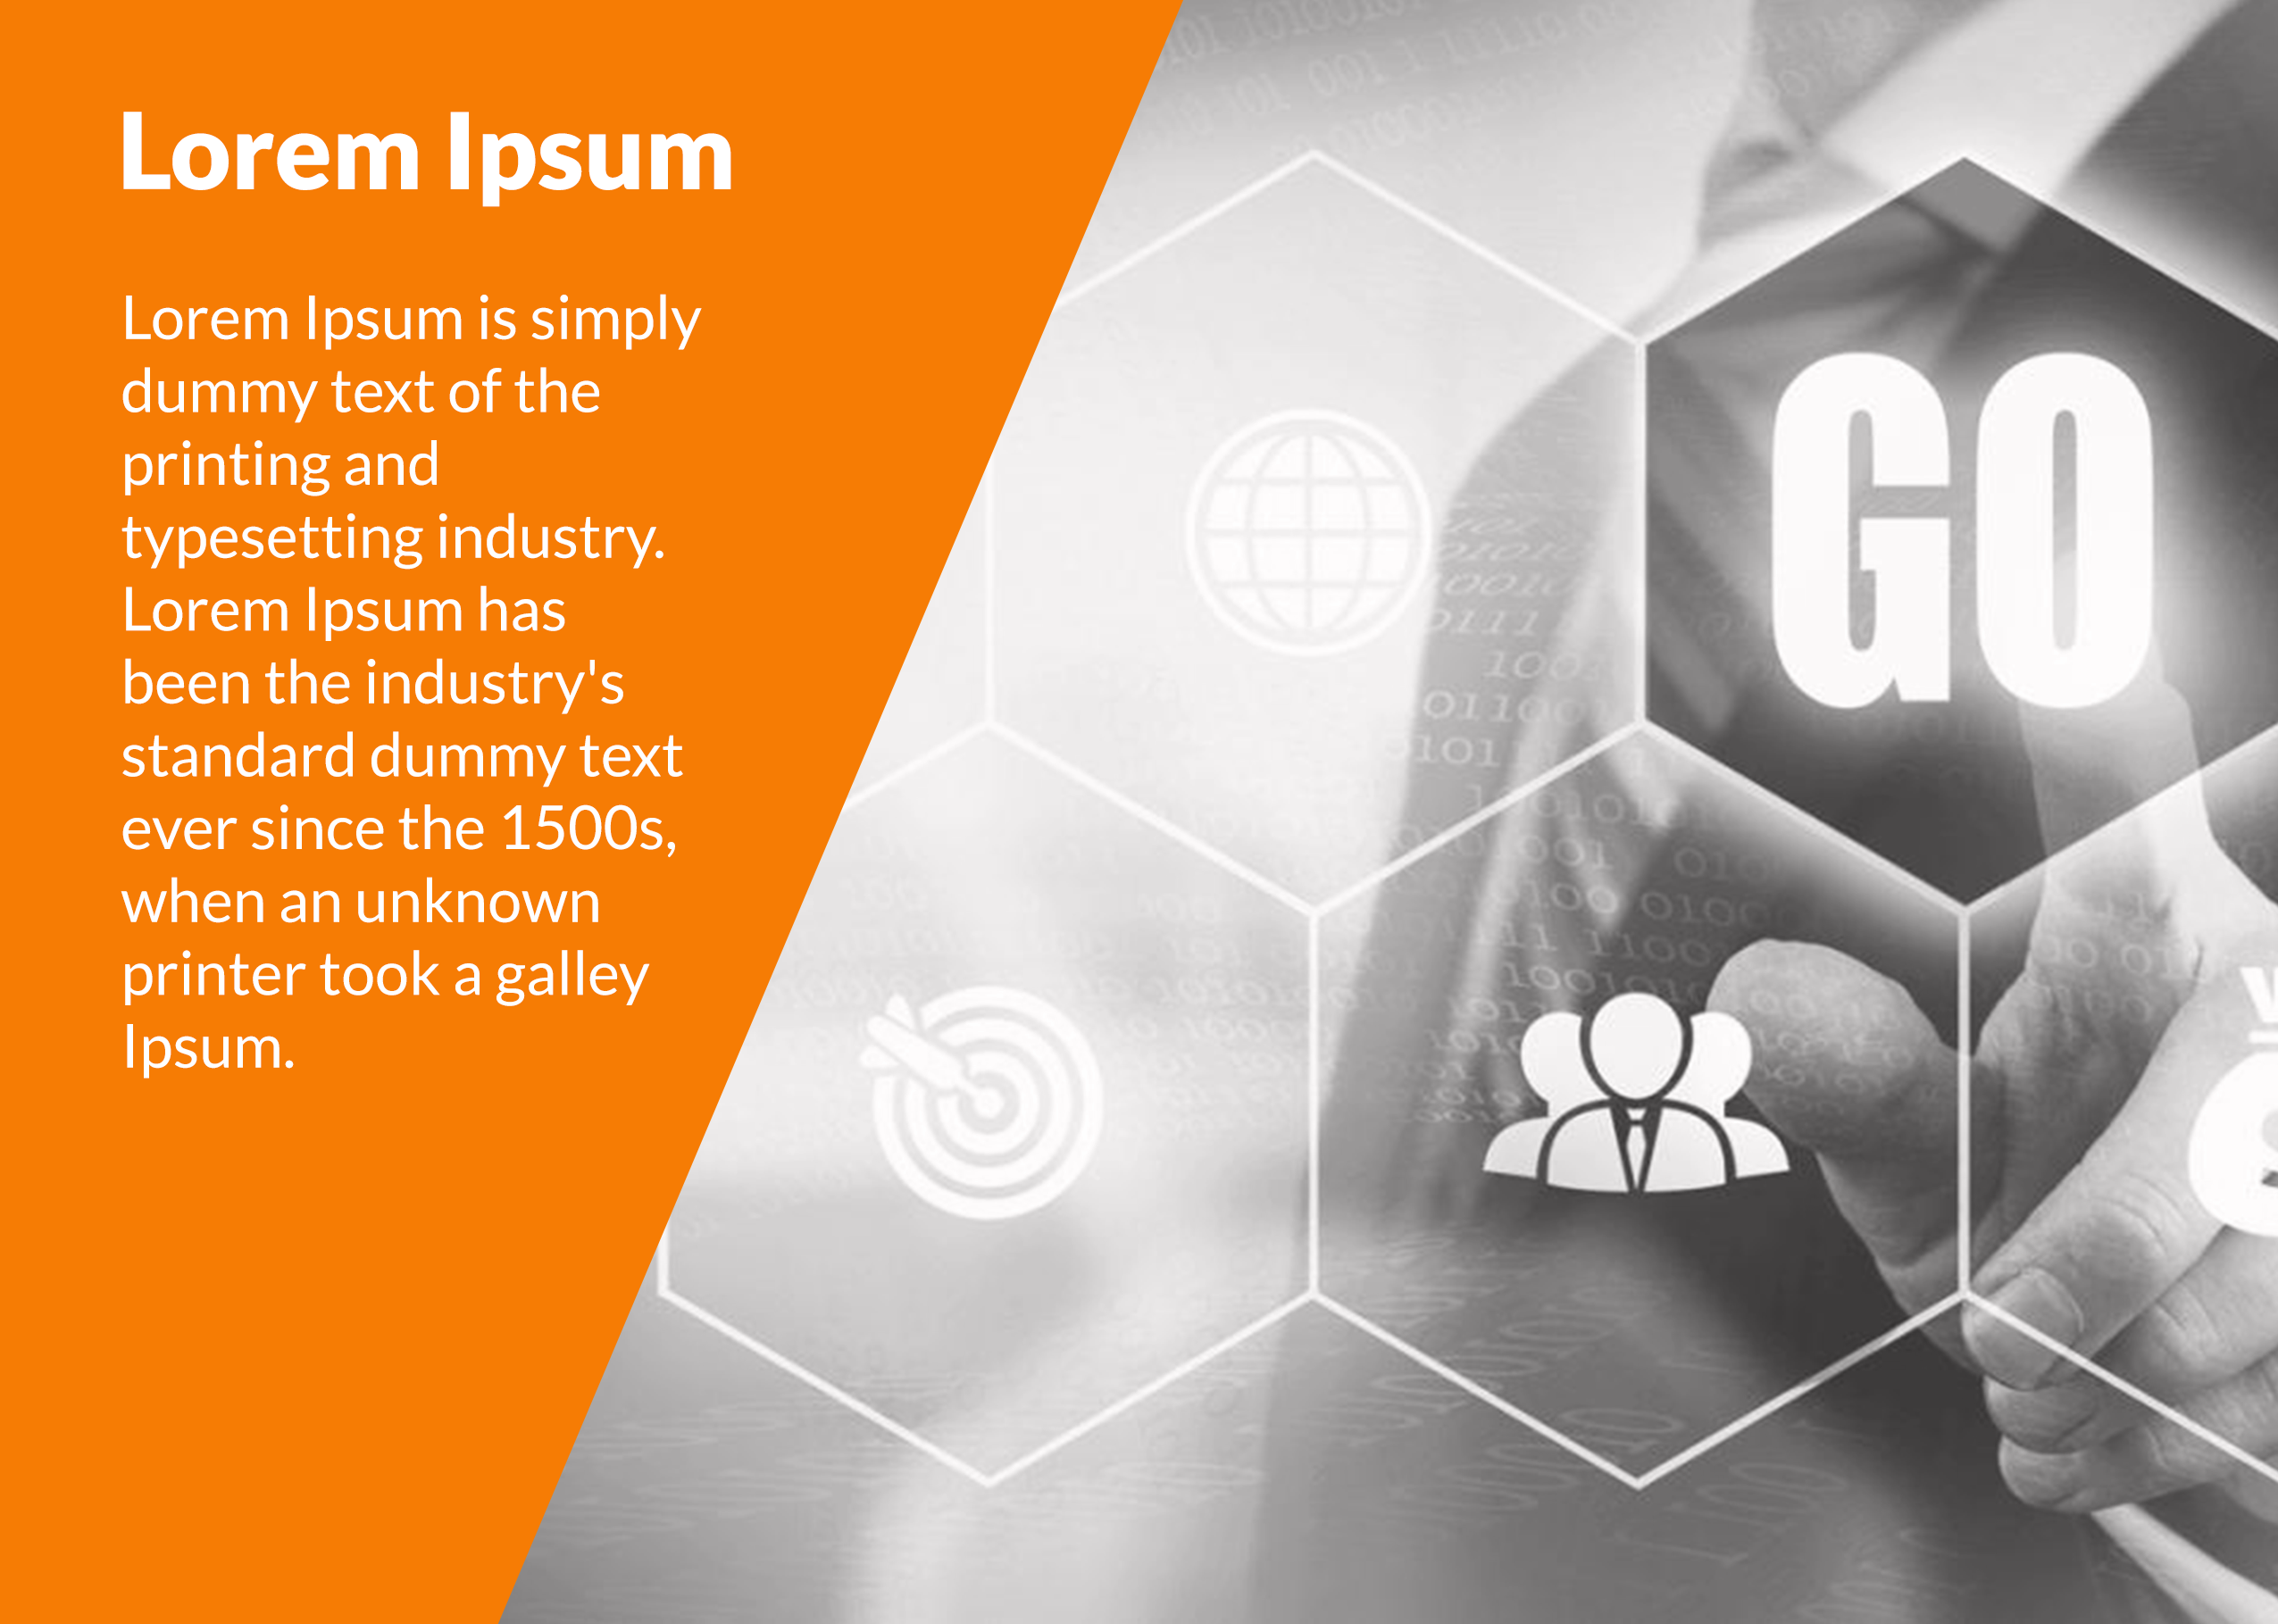 Lorem Ipsum
Lorem Ipsum is simply
dummy text of the
printing and
typesetting industry.
Lorem Ipsum has
been the industry's
standard dummy text
ever since the 1500s,
when an unknown
printer took a galley
Ipsum.
GO